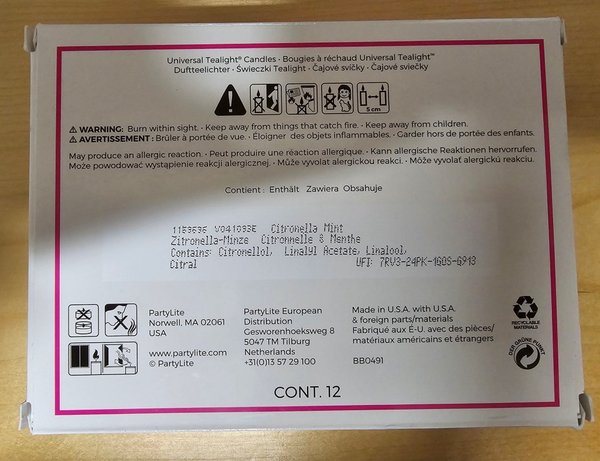 Universal Tealight® Candles • Bougies à réchaud Universal Tealight™
Duftteelichter • Świeczki Tealight • Čajové svíčky • Čajové sviečky
5 cm
⚠ WARNING: Burn within sight. • Keep away from things that catch fire. • Keep away from children.
⚠ AVERTISSEMENT: Brûler à portée de vue. • Éloigner des objets inflammables. • Garder hors de portée des enfants.
May produce an allergic reaction. • Peut produire une réaction allergique. • Kann allergische Reaktionen hervorrufen.
Może powodować wystąpienie reakcji alergicznej. • Může vyvolat alergickou reakci. • Môže vyvolať alergickú reakciu.
Contient: Enthält Zawiera Obsahuje
V041093E Citronella Mint
Zitronella-Minze Citronnelle & Menthe
Contains: Citronellol, Linalyl Acetate, Linalool,
Citral UFI: 7RV3-24PK-1G0S-G913
PartyLite
Norwell, MA 02061
USA
www.partylite.com
© PartyLite
PartyLite European
Distribution
Gesworenhoekseweg 8
5047 TM Tilburg
Netherlands
+31(0)13 57 29 100
Made in U.S.A. with U.S.A.
& foreign parts/materials
Fabriqué aux É-U. avec des pièces/
matériaux américains et étrangers
BB0491
RECYCLABLE
MATERIALS
DER GRÜNE PUNKT
CONT. 12